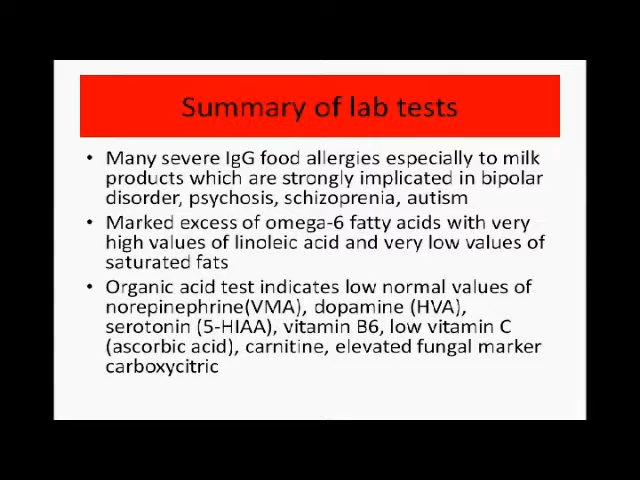 Summary of lab tests
• Many severe IgG food allergies especially to milk
products which are strongly implicated in bipolar
disorder, psychosis, schizoprenia, autism
• Marked excess of omega-6 fatty acids with very
high values of linoleic acid and very low values of
saturated fats
• Organic acid test indicates low normal values of
norepinephrine(VMA), dopamine (HVA),
serotonin (5-HIAA), vitamin B6, low vitamin C
(ascorbic acid), carnitine, elevated fungal marker
carboxycitric